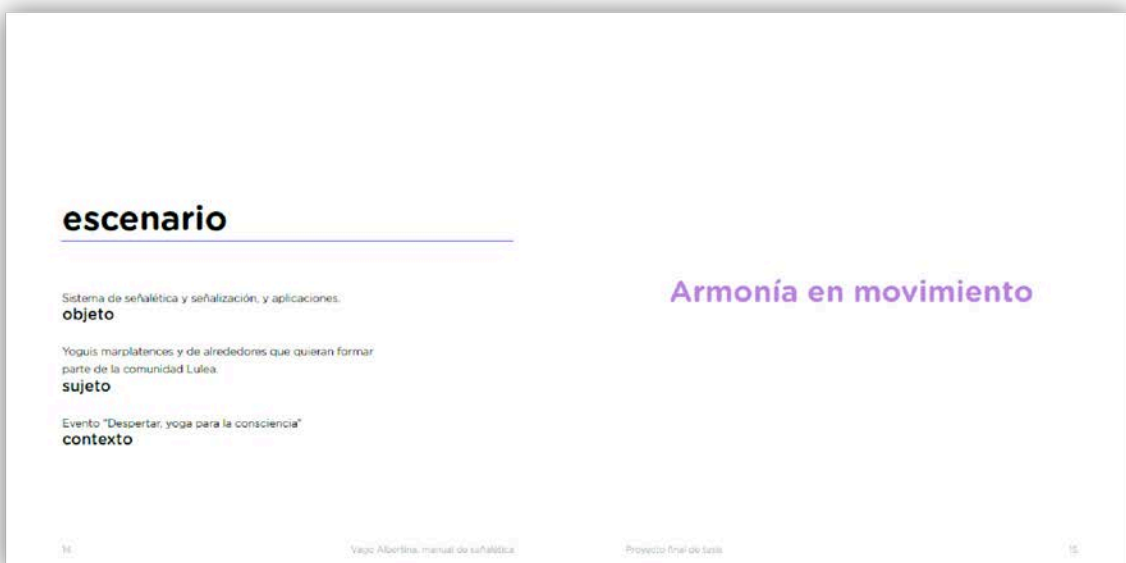 escenario
Sistema de señalética y señalización, y aplicaciones.
objeto
Yoguis marplatences y de alrededores que quieran formar
parte de la comunidad Lulea.
sujeto
Evento "Despertar, yoga para la consciencia"
contexto
14
Vago Albertina, manual de señalética
Armonía en movimiento
Proyecto final de tesis
15